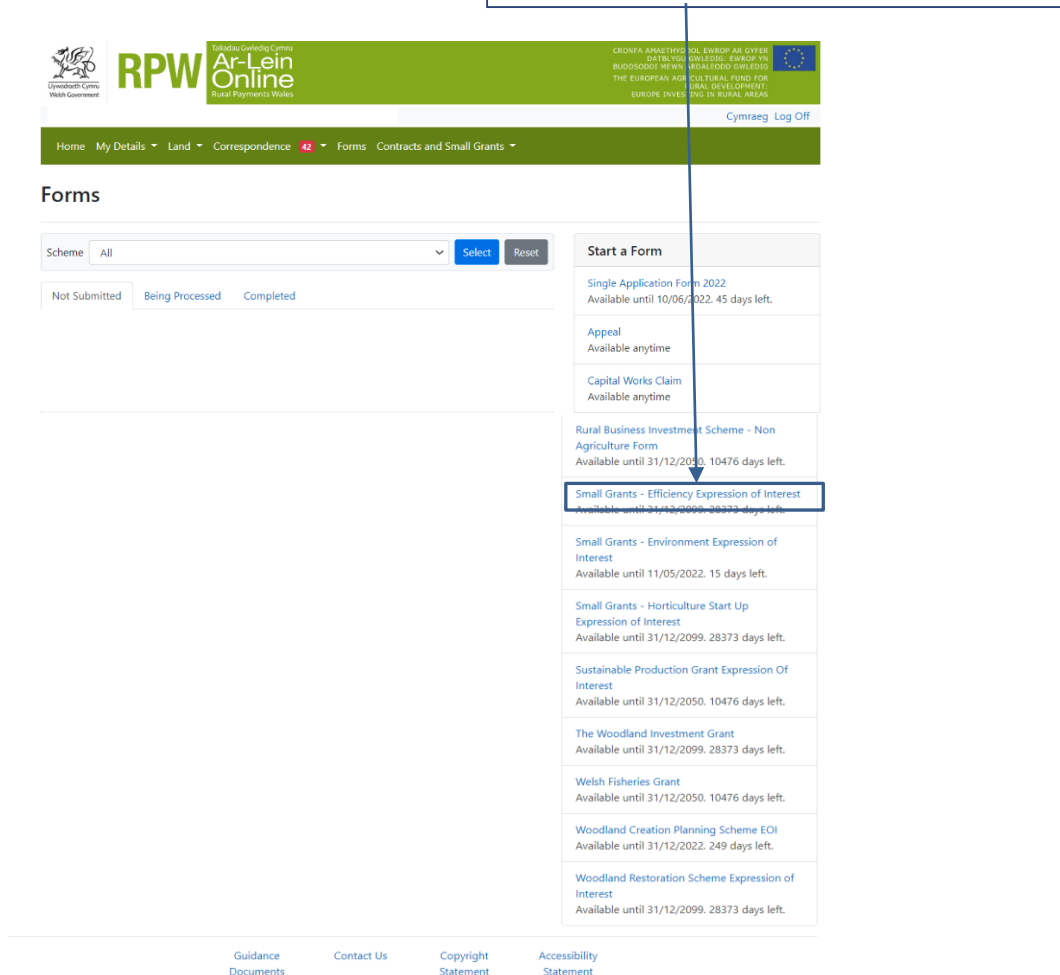 Llywodraeth Cymru
Welsh Government
RPW
Taliadau Gwledig Cymru
Ar-Lein
Online
Rural Payments Wales
CRONFA AMAETHYDDOL EWROP AR GYFER
DATBLYGU GWLEDIG: EWROP YN
BUDDSODDI MEWN ARDALEDD GWLEDIG
THE EUROPEAN AGRICULTURAL FUND FOR
RURAL DEVELOPMENT:
EUROPE INVESTING IN RURAL AREAS
Cymraeg Log Off
Home My Details Land Correspondence 42 Forms Contracts and Small Grants
Forms
Scheme All Select Reset
Not Submitted Being Processed Completed
Start a Form
Single Application Form 2022
Available until 10/06/2022. 45 days left.
Appeal
Available anytime
Capital Works Claim
Available anytime
Rural Business Investment Scheme - Non
Agriculture Form
Available until 31/12/2050. 10476 days left.
Small Grants - Efficiency Expression of Interest
Available until 31/12/2099. 28373 days left.
Small Grants - Environment Expression of
Interest
Available until 11/05/2022. 15 days left.
Small Grants - Horticulture Start Up
Expression of Interest
Available until 31/12/2099. 28373 days left.
Sustainable Production Grant Expression Of
Interest
Available until 31/12/2050. 10476 days left.
The Woodland Investment Grant
Available until 31/12/2099. 28373 days left.
Welsh Fisheries Grant
Available until 31/12/2050. 10476 days left.
Woodland Creation Planning Scheme EOI
Available until 31/12/2022. 249 days left.
Woodland Restoration Scheme Expression of
Interest
Available until 31/12/2099. 28373 days left.
Guidance
Documents
Contact Us
Copyright
Statement
Accessibility
Statement